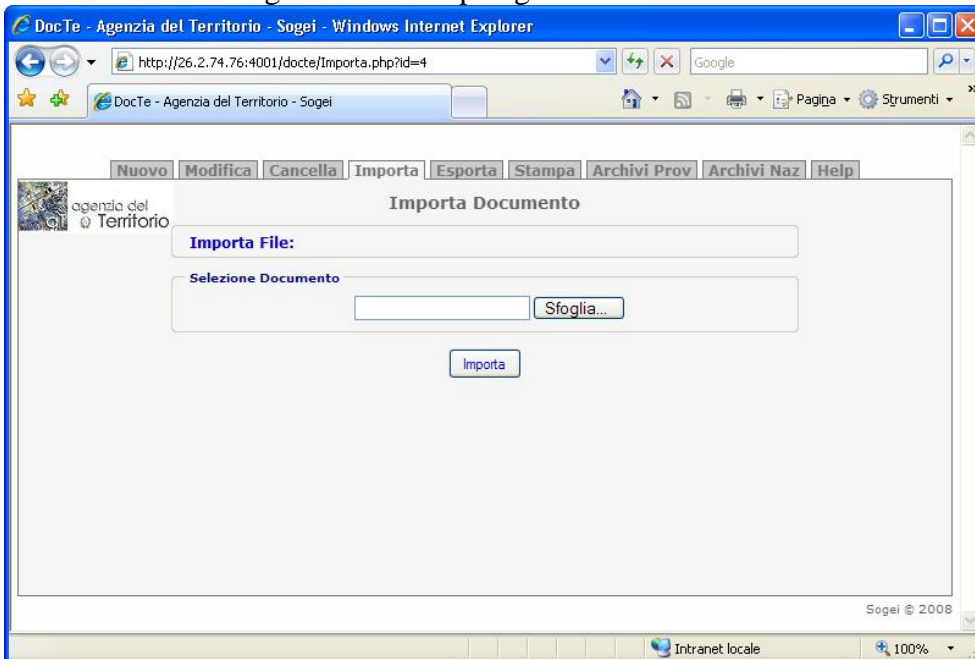 DocTe - Agenzia del Territorio - Sogei - Windows Internet Explorer
http://26.2.74.76:4001/docte/Importa.php?id=4
Google
DocTe - Agenzia del Territorio - Sogei
Pagina
Strumenti
Nuovo Modifica Cancella Importa Esporta Stampa Archivi Prov Archivi Naz Help
agenzia del
Territorio
Importa Documento
Importa File:
Selezione Documento
Sfoglia...
Importa
Sogei © 2008
Intranet locale
100%